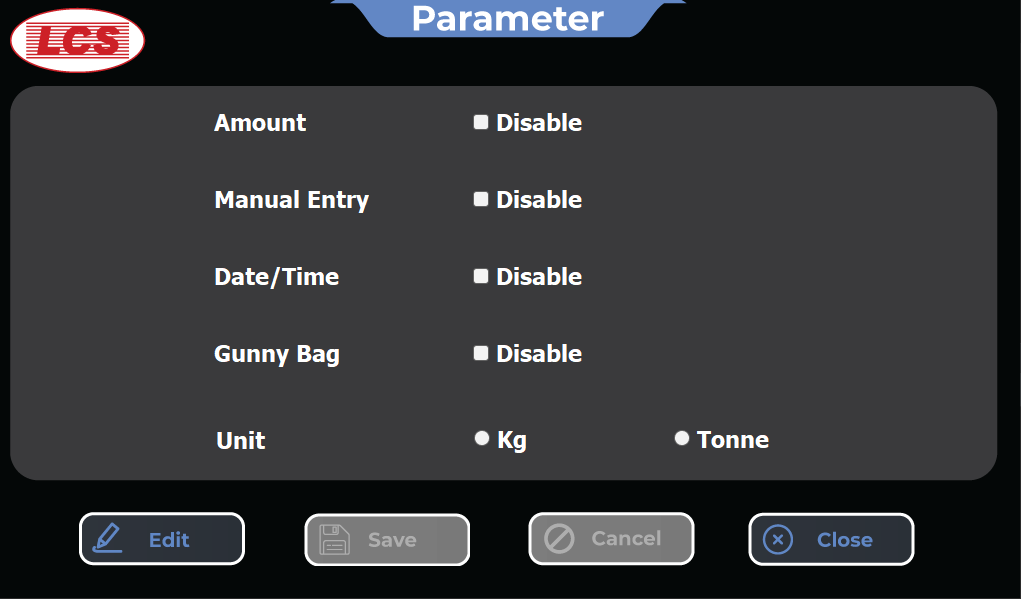 LCS
Parameter
Amount Disable
Manual Entry Disable
Date/Time Disable
Gunny Bag Disable
Unit Kg Tonne
Edit Save Cancel Close